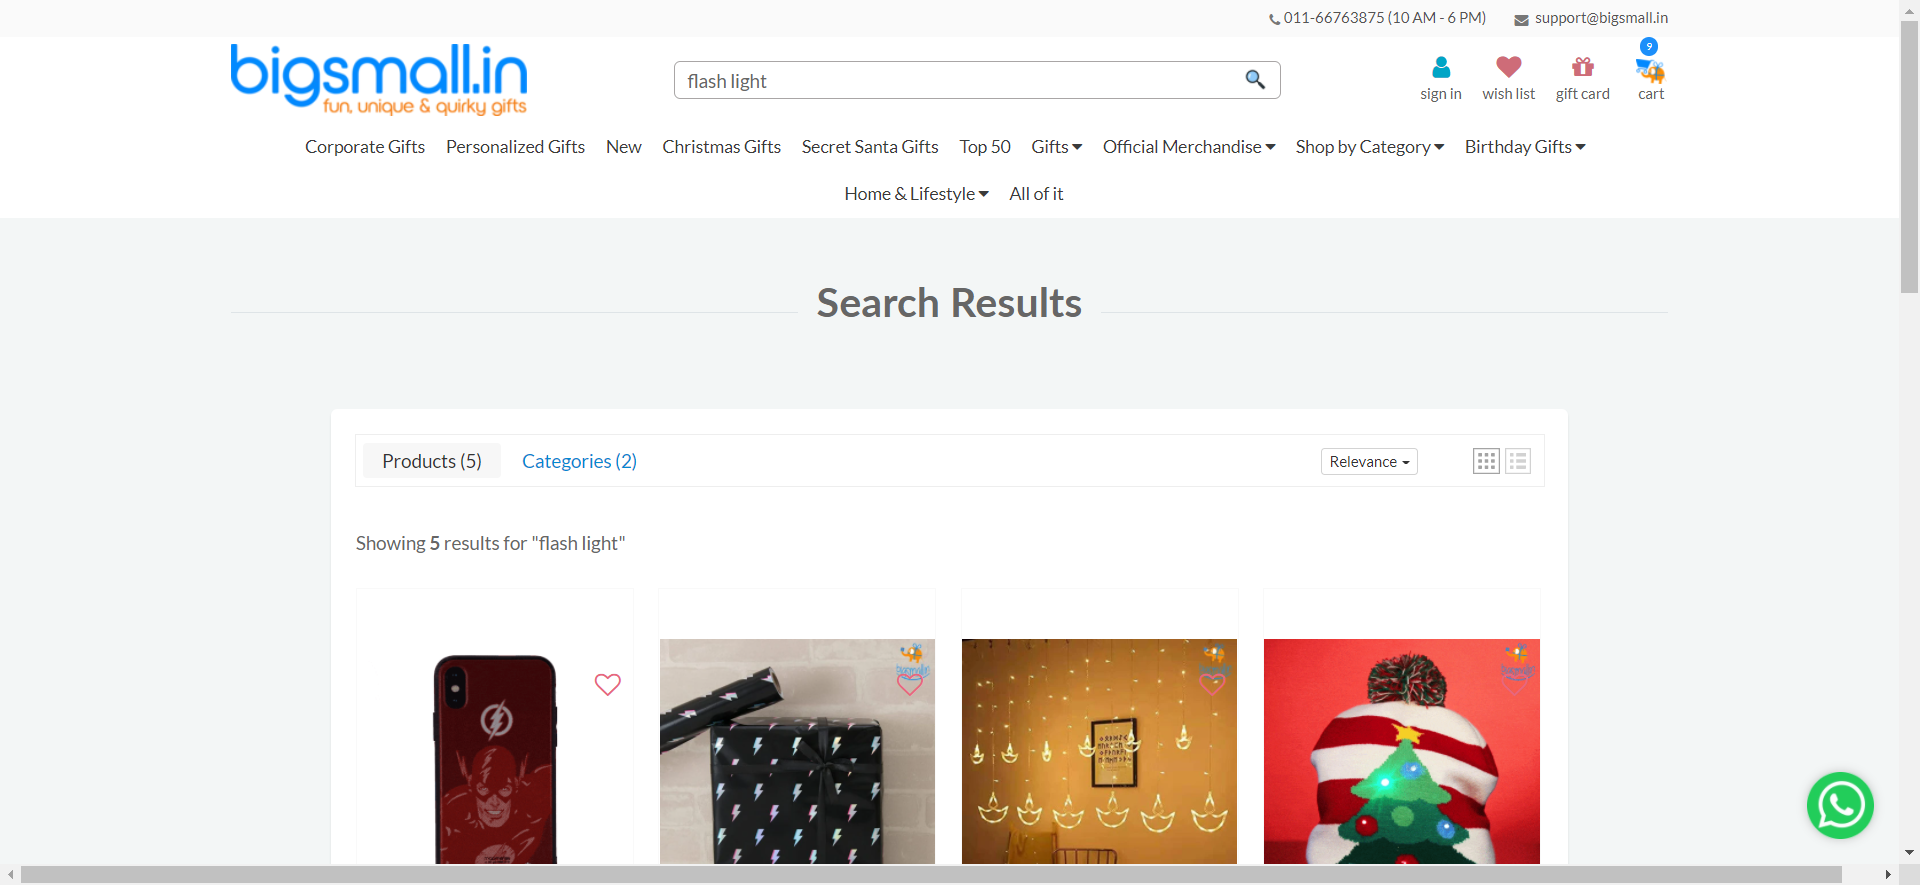 011-66763875 (10 AM - 6 PM) support@bigsmall.in
bigsmall.in
fun, unique & quirky gifts
flash light
9
sign in wish list gift card cart
Corporate Gifts Personalized Gifts New Christmas Gifts Secret Santa Gifts Top 50 Gifts Official Merchandise Shop by Category Birthday Gifts
Home & Lifestyle All of it
Search Results
Products (5) Categories (2) Relevance
Showing 5 results for "flash light"
bigsmall.in